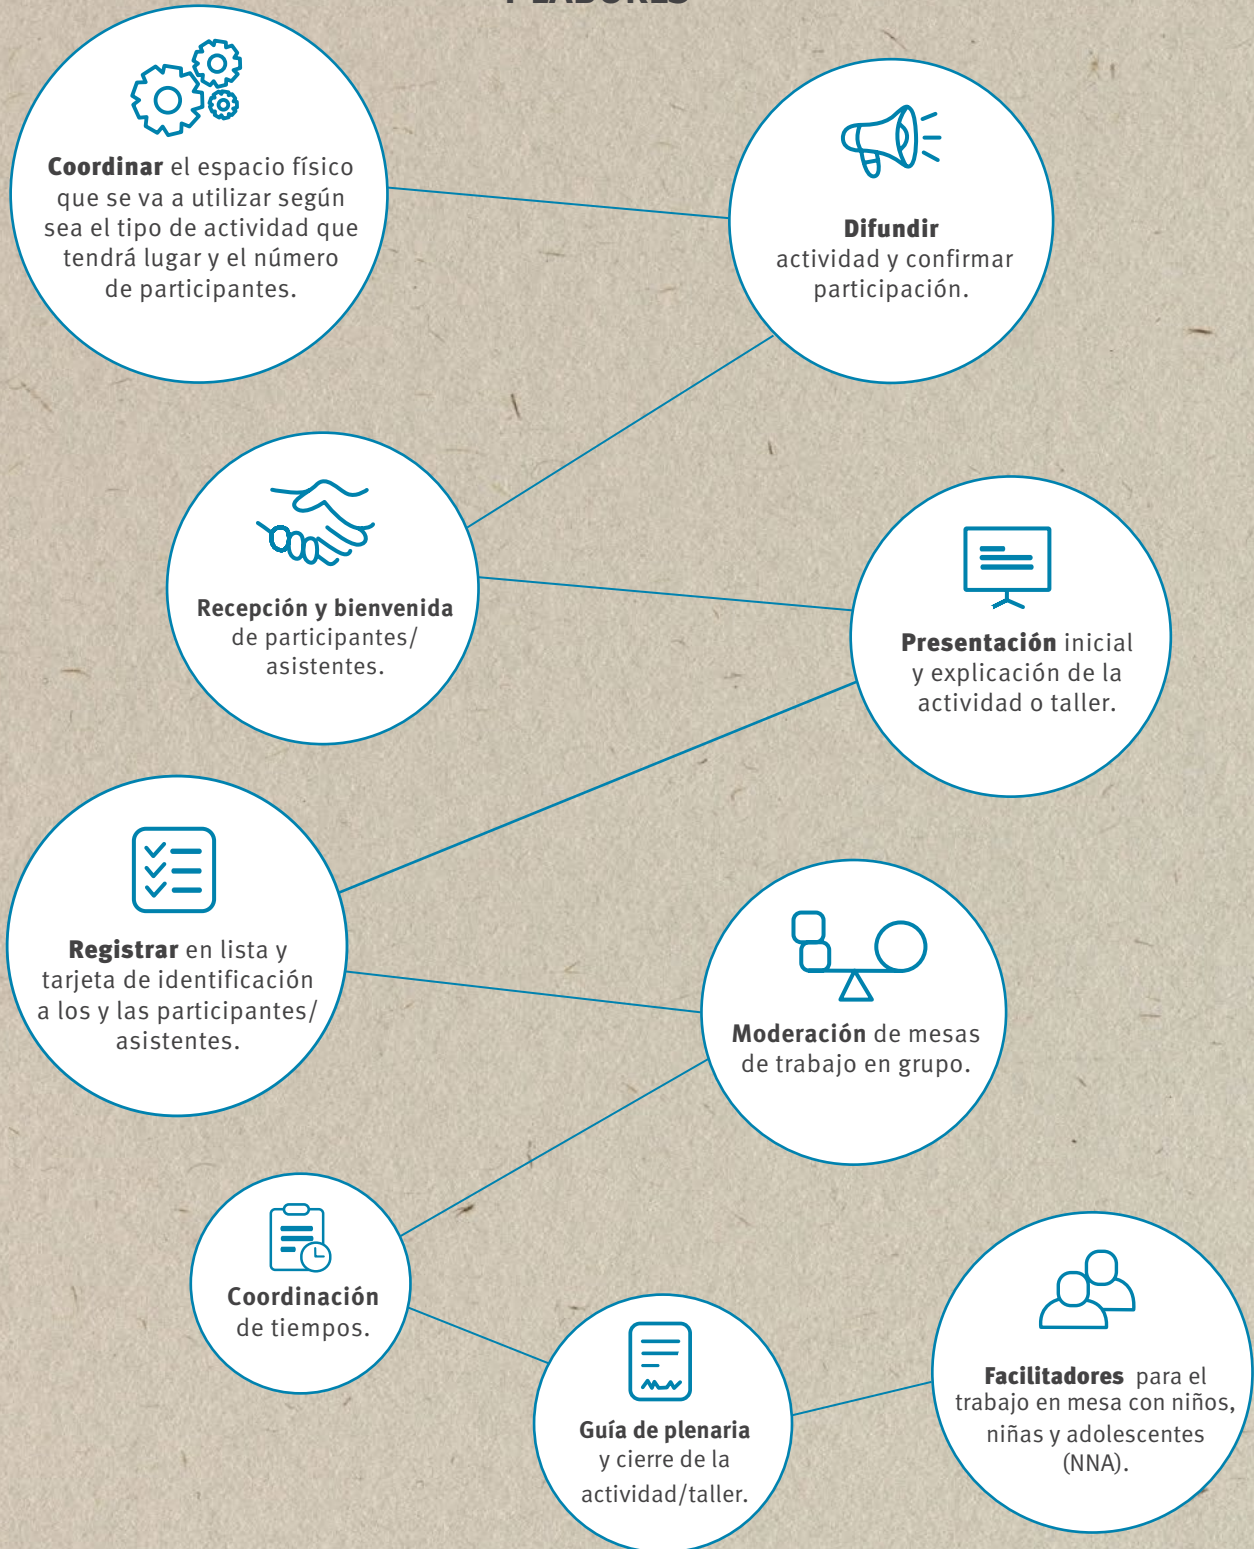 Y LABORES
Coordinar el espacio físico
que se va a utilizar según
sea el tipo de actividad que
tendrá lugar y el número
de participantes.
Difundir
actividad y confirmar
participación.
Recepción y bienvenida
de participantes/
asistentes.
Presentación inicial
y explicación de la
actividad o taller.
Registrar en lista y
tarjeta de identificación
a los y las participantes/
asistentes.
Moderación de mesas
de trabajo en grupo.
Coordinación
de tiempos.
Guía de plenaria
y cierre de la
actividad/taller.
Facilitadores para el
trabajo en mesa con niños,
niñas y adolescentes
(NNA).